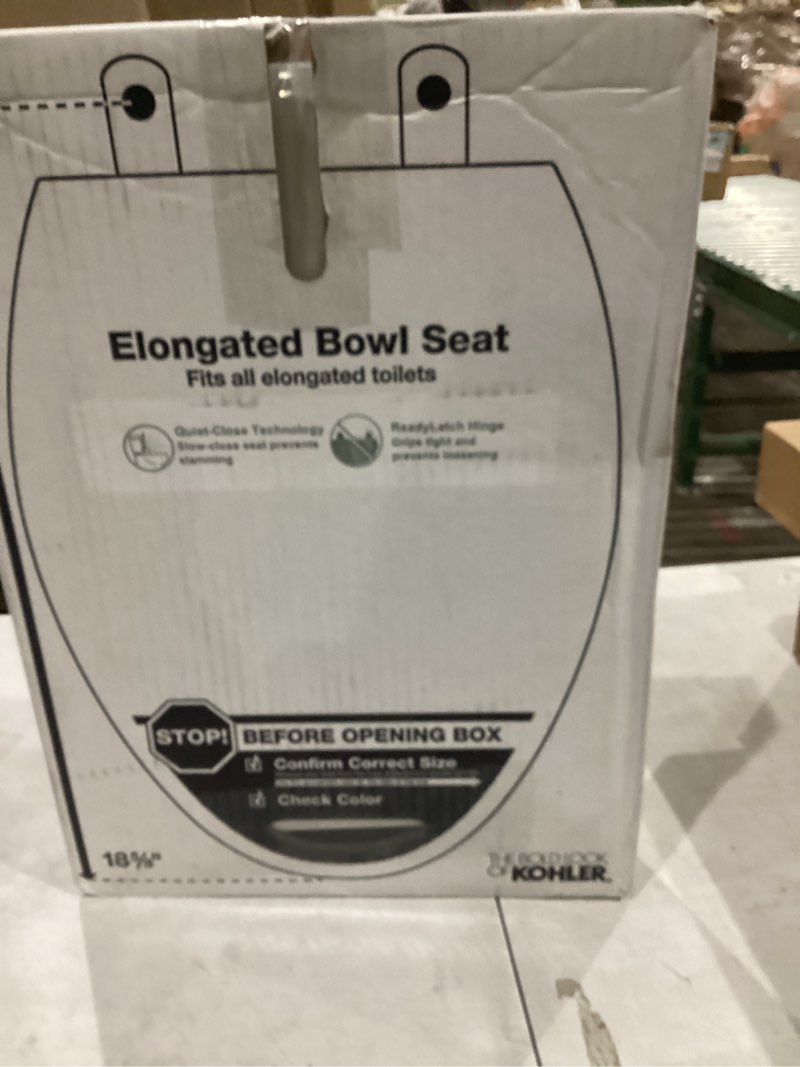 Elongated Bowl Seat
Fits all elongated toilets
Quiet-Close Technology
Slow-close seat prevents
slamming
ReadyLatch Hinge
Grips tight and
prevents loosening
STOP! BEFORE OPENING BOX
Confirm Correct Size
Check Color
18⅝"
THE BOLD LOOK
OF KOHLER.